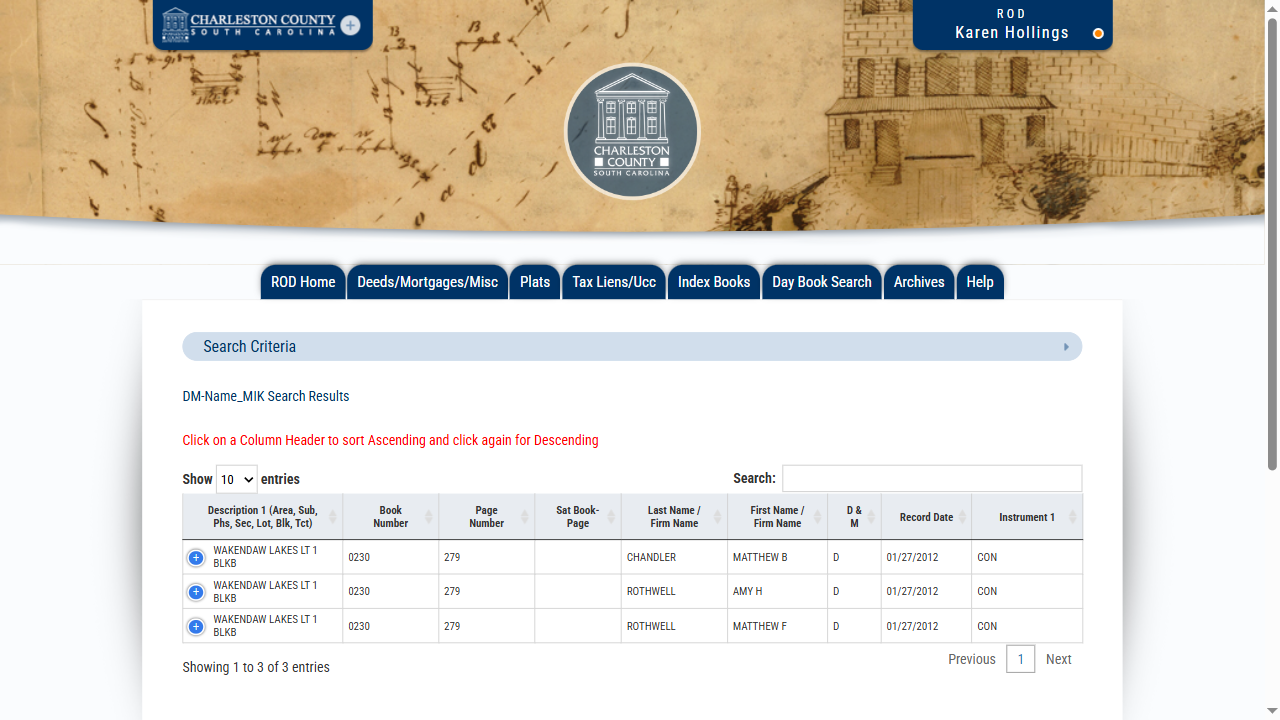 CHARLESTON COUNTY
SOUTH CAROLINA
ROD
Karen Hollings
CHARLESTON
COUNTY
SOUTH CAROLINA
ROD Home
Deeds/Mortgages/Misc
Plats
Tax Liens/Ucc
Index Books
Day Book Search
Archives
Help
Search Criteria
DM-Name_MIK Search Results
Click on a Column Header to sort Ascending and click again for Descending
Show 10 entries
Search:
Description 1 (Area, Sub, Phs, Sec, Lot, Blk, Tct) Book Number Page Number Sat Book-Page Last Name / Firm Name First Name / Firm Name D & M Record Date Instrument 1
WAKENDAW LAKES LT 1 BLKB 0230 279 CHANDLER MATTHEW B D 01/27/2012 CON
WAKENDAW LAKES LT 1 BLKB 0230 279 ROTHWELL AMY H D 01/27/2012 CON
WAKENDAW LAKES LT 1 BLKB 0230 279 ROTHWELL MATTHEW F D 01/27/2012 CON
Showing 1 to 3 of 3 entries
Previous 1 Next